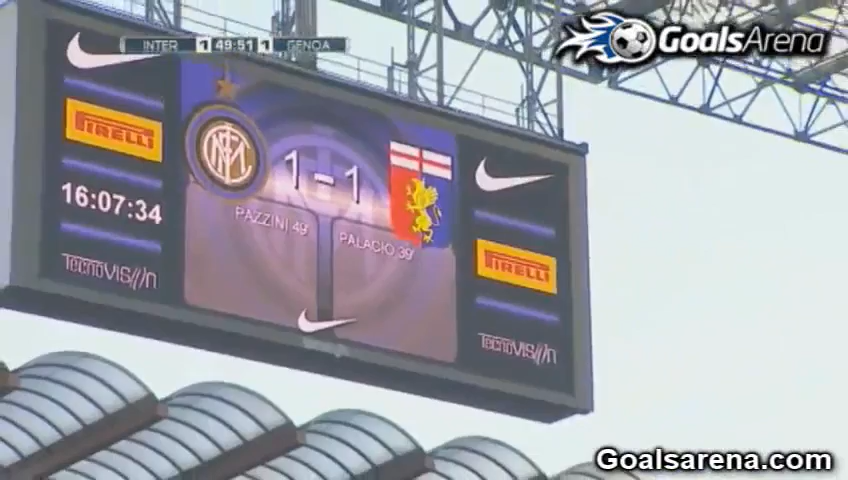 INTER 1 49:51 1 GENOA
GoalsArena
PIRELLI
16:07:34
TecnoVISION
1 - 1
PAZZINI 49'
PALACIO 39'
PIRELLI
TecnoVISION
Goalsarena.com